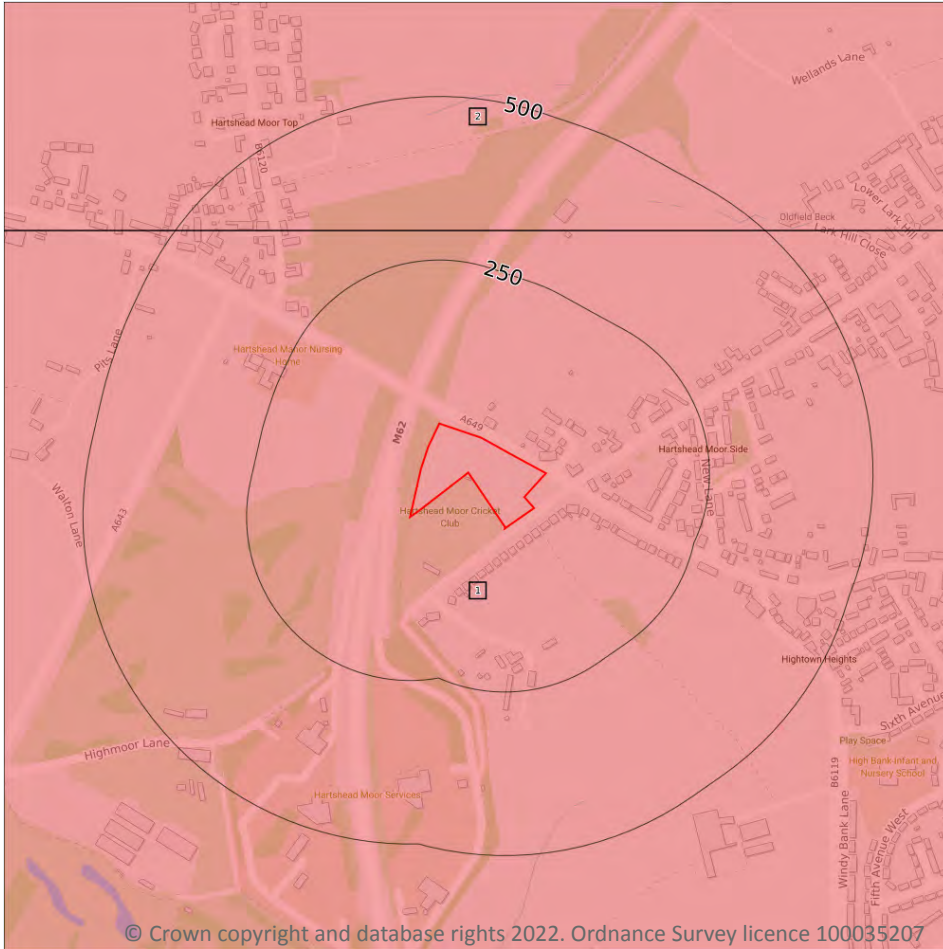 Wellands Lane
500
2
Hartshead Moor Top
B6120
Lower Lark Hill
Oldfield Beck
Lark Hill Close
250
Pits Lane
Hartshead Manor Nursing
Home
A649
M62
Hartshead Moor Side
New Lane
Walton Lane
A643
Hartshead Moor Cricket
Club
1
Hightown Heights
Sixth Avenue
Highmoor Lane
Play Space
High Bank Infant and
Nursery School
B6119
Hartshead Moor Services
Windy Bank Lane
Fifth Avenue West
© Crown copyright and database rights 2022. Ordnance Survey licence 100035207